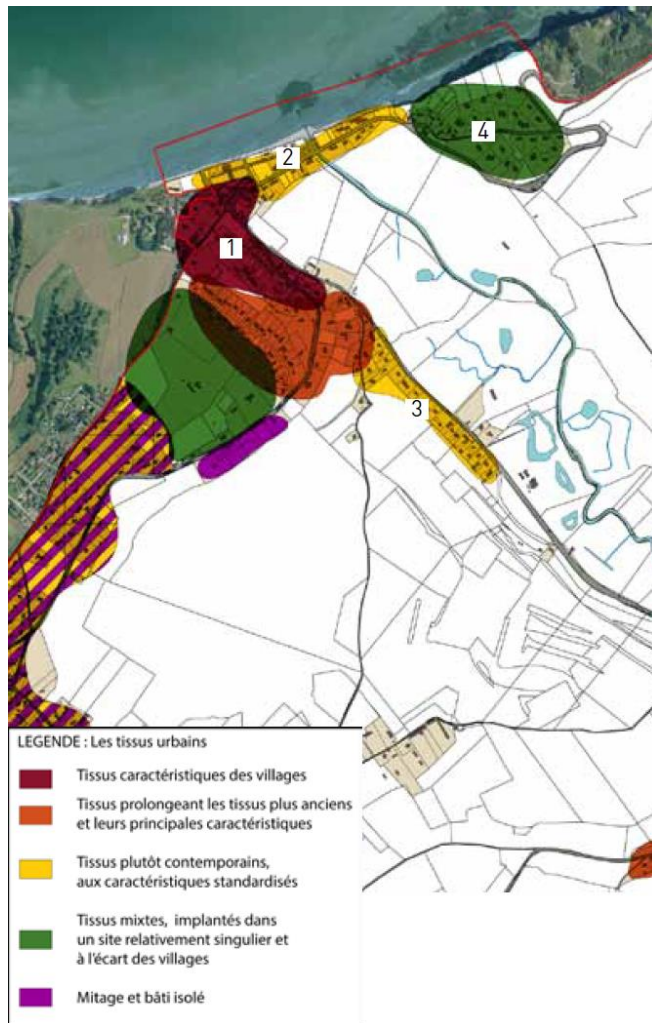 4
2
1
3
LEGENDE : Les tissus urbains
Tissus caractéristiques des villages
Tissus prolongeant les tissus plus anciens
et leurs principales caractéristiques
Tissus plutôt contemporains,
aux caractéristiques standardisés
Tissus mixtes, implantés dans
un site relativement singulier et
à l'écart des villages
Mitage et bâti isolé